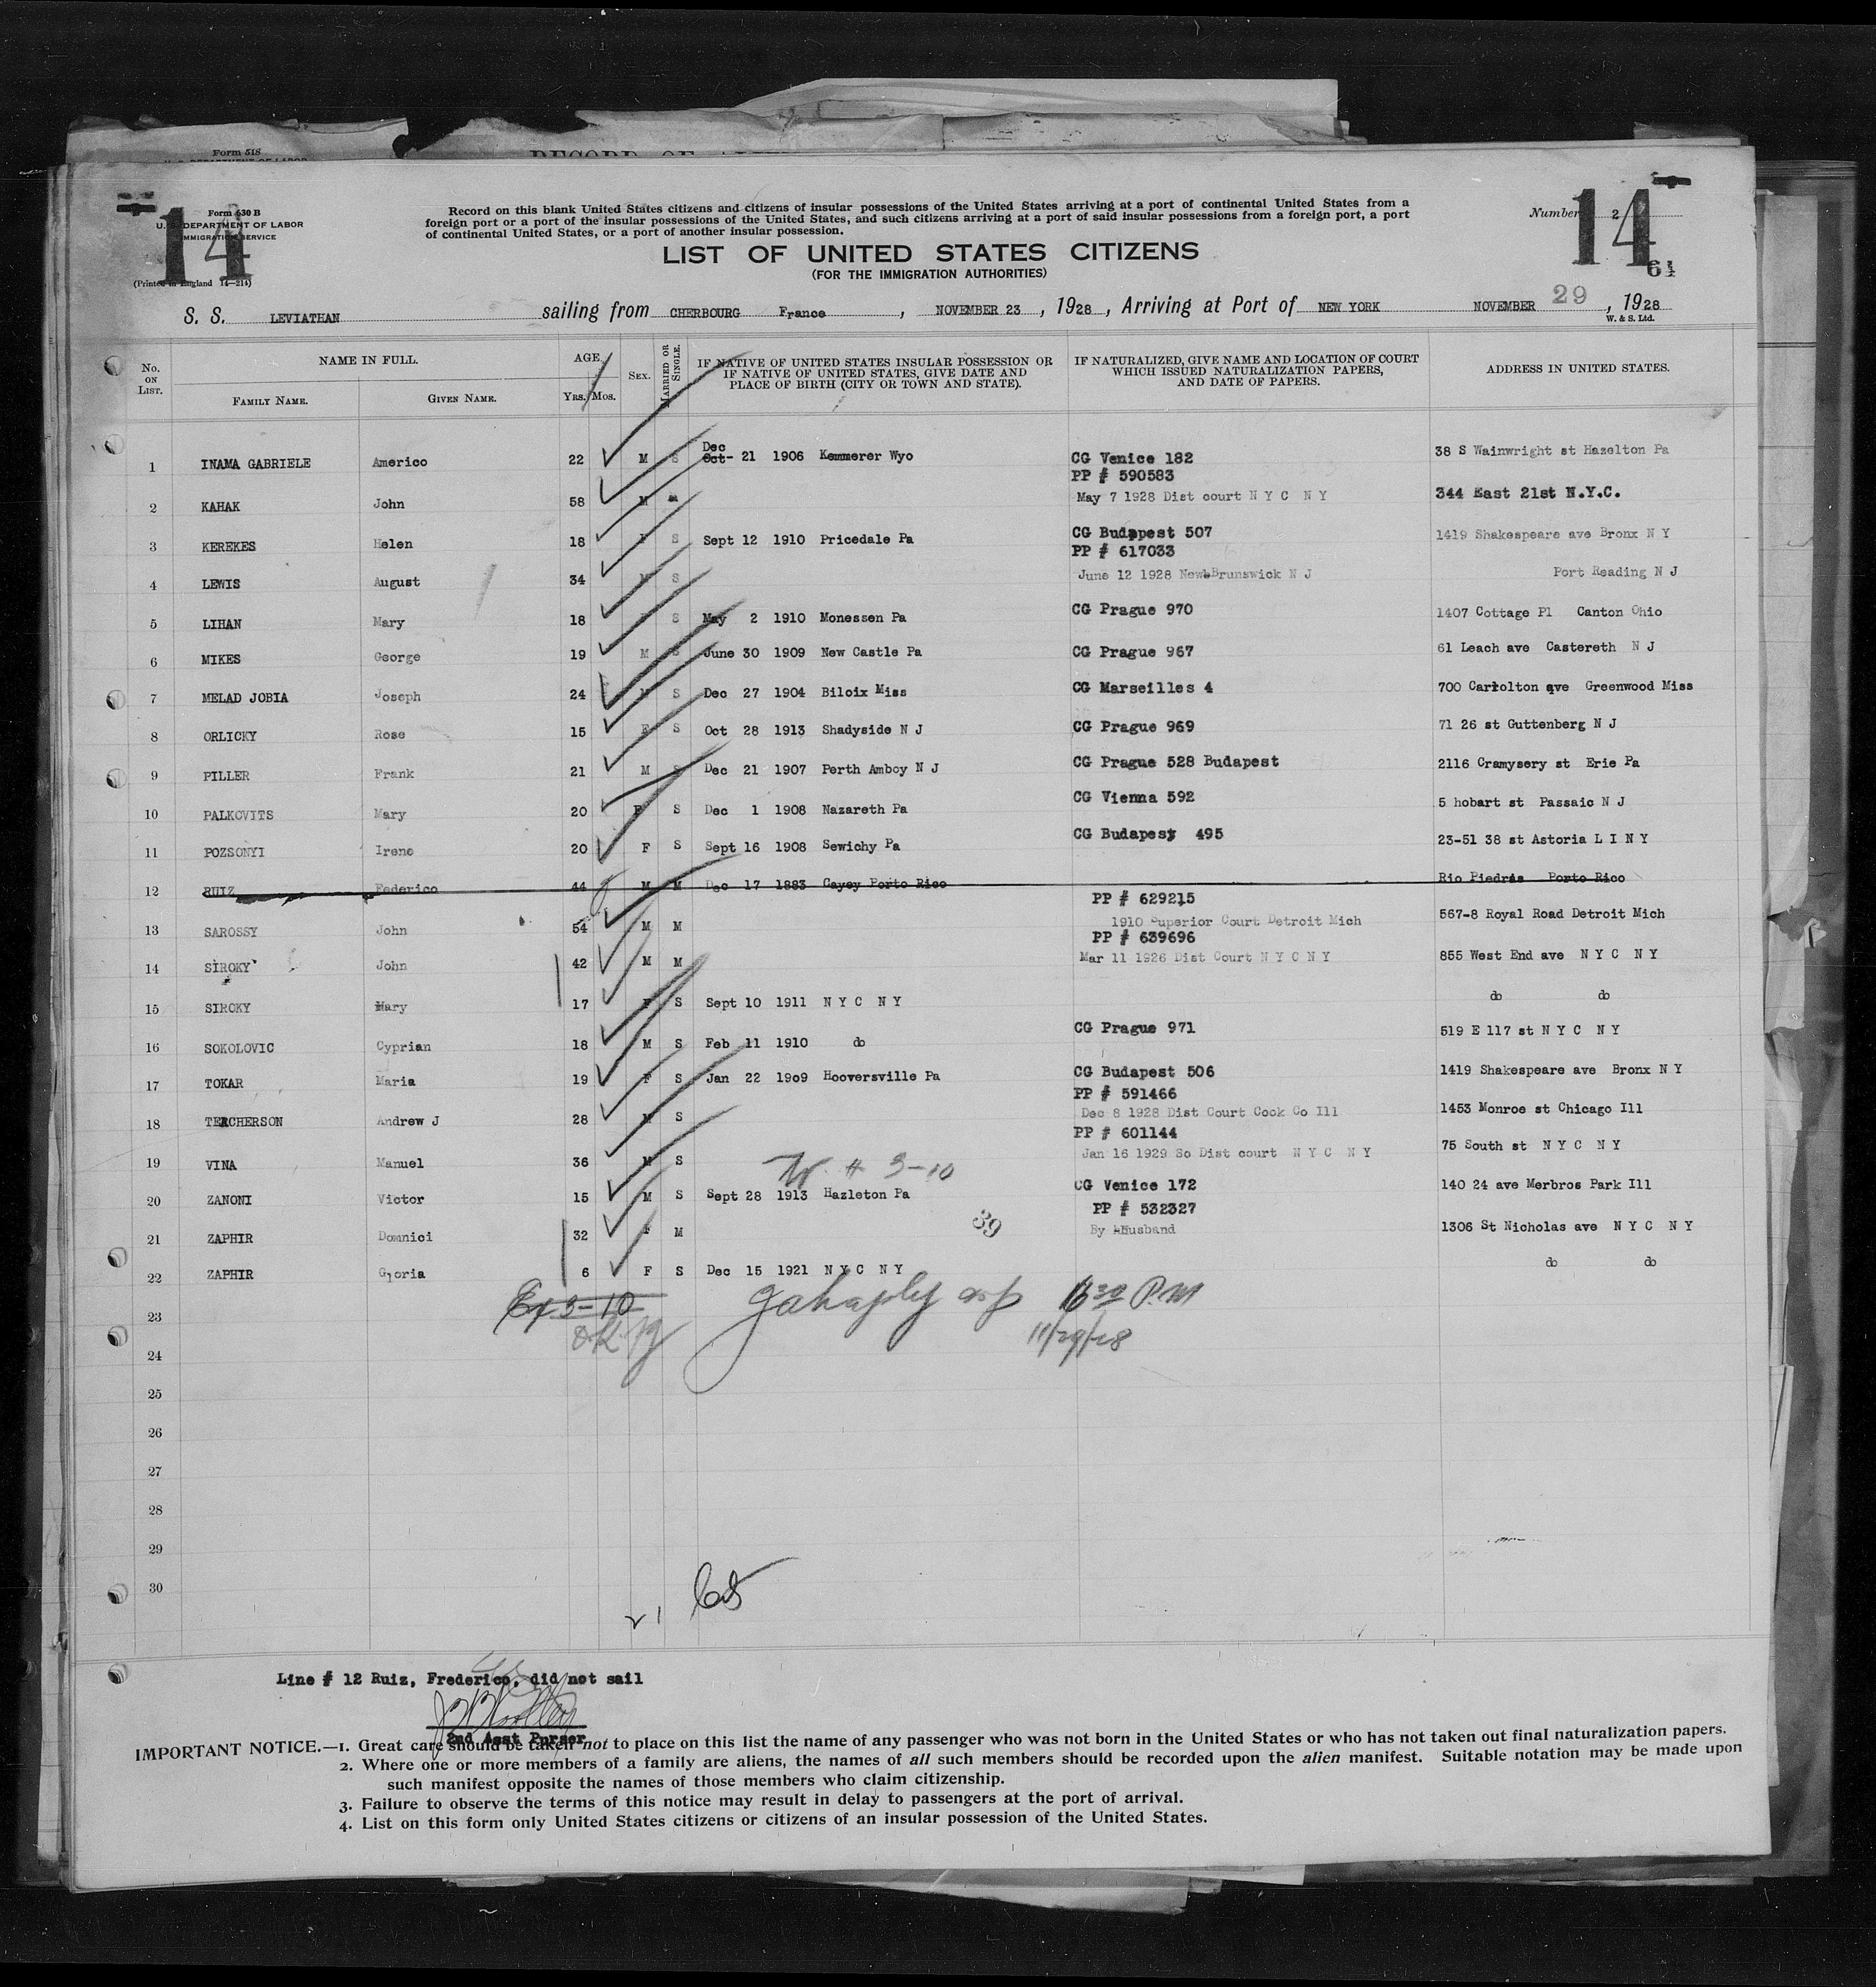 Form 518
14
Form 630 B
U. S. DEPARTMENT OF LABOR
IMMIGRATION SERVICE
(Printed in England 14—214)
Record on this blank United States citizens and citizens of insular possessions of the United States arriving at a port of continental United States from a
foreign port or a port of the insular possessions of the United States, and such citizens arriving at a port of said insular possessions from a foreign port, a port
of continental United States, or a port of another insular possession.
Number 2
14
61
LIST OF UNITED STATES CITIZENS
(FOR THE IMMIGRATION AUTHORITIES)
S. S. LEVIATHAN sailing from CHERBOURG France, NOVEMBER 23, 1928, Arriving at Port of NEW YORK NOVEMBER 29, 1928
W. & S. Ltd.
No. ON LIST. NAME IN FULL. FAMILY NAME. GIVEN NAME. AGE. YRS. MOS. SEX. MARRIED OR SINGLE. IF NATIVE OF UNITED STATES INSULAR POSSESSION OR IF NATIVE OF UNITED STATES, GIVE DATE AND PLACE OF BIRTH (CITY OR TOWN AND STATE). IF NATURALIZED, GIVE NAME AND LOCATION OF COURT WHICH ISSUED NATURALIZATION PAPERS, AND DATE OF PAPERS. ADDRESS IN UNITED STATES.
1 INAMA GABRIELE Americo 22 M S Dec Oct- 21 1906 Kemmerer Wyo CG Venice 182 38 S Wainwright st Hazelton Pa
PP # 590583
2 KAHAK John 58 M May 7 1928 Dist court N Y C N Y 344 East 21st N.Y.C.
3 KEREKES Helen 18 F S Sept 12 1910 Pricedale Pa CG Budapest 507 1419 Shakespeare ave Bronx N Y
PP # 617033
4 LEWIS August 34 M S June 12 1928 New Brunswick N J Port Reading N J
5 LIHAN Mary 18 F S May 2 1910 Monessen Pa CG Prague 970 1407 Cottage Pl Canton Ohio
6 MIKES George 19 M S June 30 1909 New Castle Pa CG Prague 967 61 Leach ave Castereth N J
7 MELAD JOBIA Joseph 24 M S Dec 27 1904 Biloix Miss CG Marseilles 4 700 Carrolton ave Greenwood Miss
8 ORLICKY Rose 15 F S Oct 28 1913 Shadyside N J CG Prague 969 71 26 st Guttenberg N J
9 PILLER Frank 21 M S Dec 21 1907 Perth Amboy N J CG Prague 528 Budapest 2116 Cramysery st Erie Pa
10 PALKOVITS Mary 20 F S Dec 1 1908 Nazareth Pa CG Vienna 592 5 hobart st Passaic N J
11 POZSONYI Irene 20 F S Sept 16 1908 Sewichy Pa CG Budapest 495 23-51 38 st Astoria L I N Y
12 RUIZ Federico 44 M M Dec 17 1883 Cayey Porto Rico Rio Piedras Porto Rico
PP # 629215
13 SAROSSY John 54 M M 1910 Superior Court Detroit Mich 567-8 Royal Road Detroit Mich
PP # 639696
14 SIROKY John 42 M M Mar 11 1926 Dist Court N Y C N Y 855 West End ave N Y C N Y
15 SIROKY Mary 17 F S Sept 10 1911 N Y C N Y do do
16 SOKOLOVIC Cyprian 18 M S Feb 11 1910 do CG Prague 971 519 E 117 st N Y C N Y
17 TOKAR Maria 19 F S Jan 22 1909 Hooversville Pa CG Budapest 506 1419 Shakespeare ave Bronx N Y
PP # 591466
18 TERCHERSON Andrew J 28 M S Dec 8 1928 Dist Court Cook Co Ill 1453 Monroe st Chicago Ill
PP # 601144
19 VINA Manuel 36 M S Jan 16 1929 So Dist court N Y C N Y 75 South st N Y C N Y
# 3-10
20 ZANONI Victor 15 M S Sept 28 1913 Hazleton Pa CG Venice 172 140 24 ave Merbros Park Ill
PP # 532327
21 ZAPHIR Domnici 32 F M 39 By Husband 1306 St Nicholas ave N Y C N Y
22 ZAPHIR Gloria 6 F S Dec 15 1921 N Y C N Y do do
23 3-10 6 30 P.M
11/29/28
24
25
26
27
28
29
30
21
Line # 12 Ruiz, Frederico, did not sail
2nd Asst Purser
IMPORTANT NOTICE.—1. Great care should be taken not to place on this list the name of any passenger who was not born in the United States or who has not taken out final naturalization papers.
2. Where one or more members of a family are aliens, the names of all such members should be recorded upon the alien manifest. Suitable notation may be made upon
such manifest opposite the names of those members who claim citizenship.
3. Failure to observe the terms of this notice may result in delay to passengers at the port of arrival.
4. List on this form only United States citizens or citizens of an insular possession of the United States.